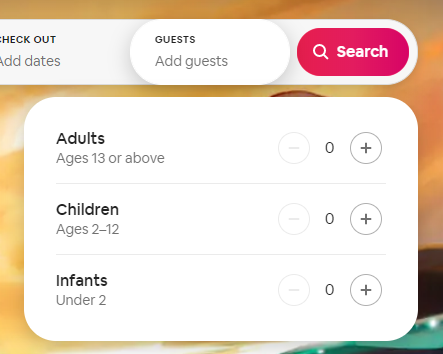 CHECK OUT
Add dates
GUESTS
Add guests
Search
Adults
Ages 13 or above
0
Children
Ages 2–12
0
Infants
Under 2
0